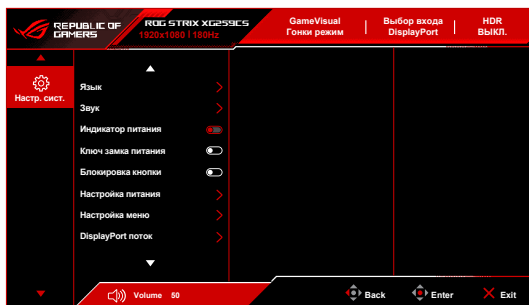 REPUBLIC OF
GAMERS
ROG STRIX XG259CS
1920x1080 | 180Hz
GameVisual
Гонки режим
Выбор входа
DisplayPort
HDR
ВЫКЛ.
Настр. сист.
Язык
Звук
Индикатор питания
Ключ замка питания
Блокировка кнопки
Настройка питания
Настройка меню
DisplayPort поток
Volume 50
Back
Enter
Exit